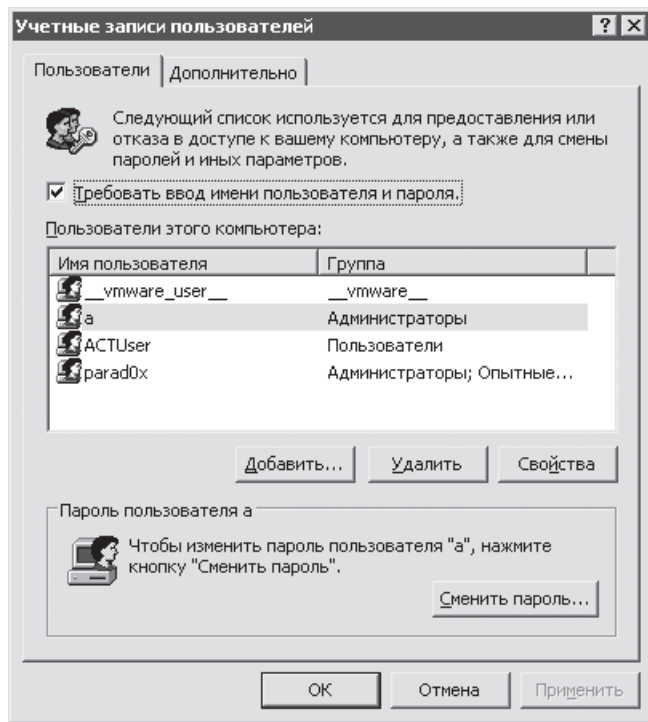 Учетные записи пользователей
Пользователи
Дополнительно
Следующий список используется для предоставления или
отказа в доступе к вашему компьютеру, а также для смены
паролей и иных параметров.
Требовать ввод имени пользователя и пароля.
Пользователи этого компьютера:
Имя пользователя Группа
__vmware_user__ __vmware__
a Администраторы
ACTUser Пользователи
parad0x Администраторы; Опытные...
Добавить... Удалить Свойства
Пароль пользователя a
Чтобы изменить пароль пользователя "a", нажмите
кнопку "Сменить пароль".
Сменить пароль...
ОК Отмена Применить